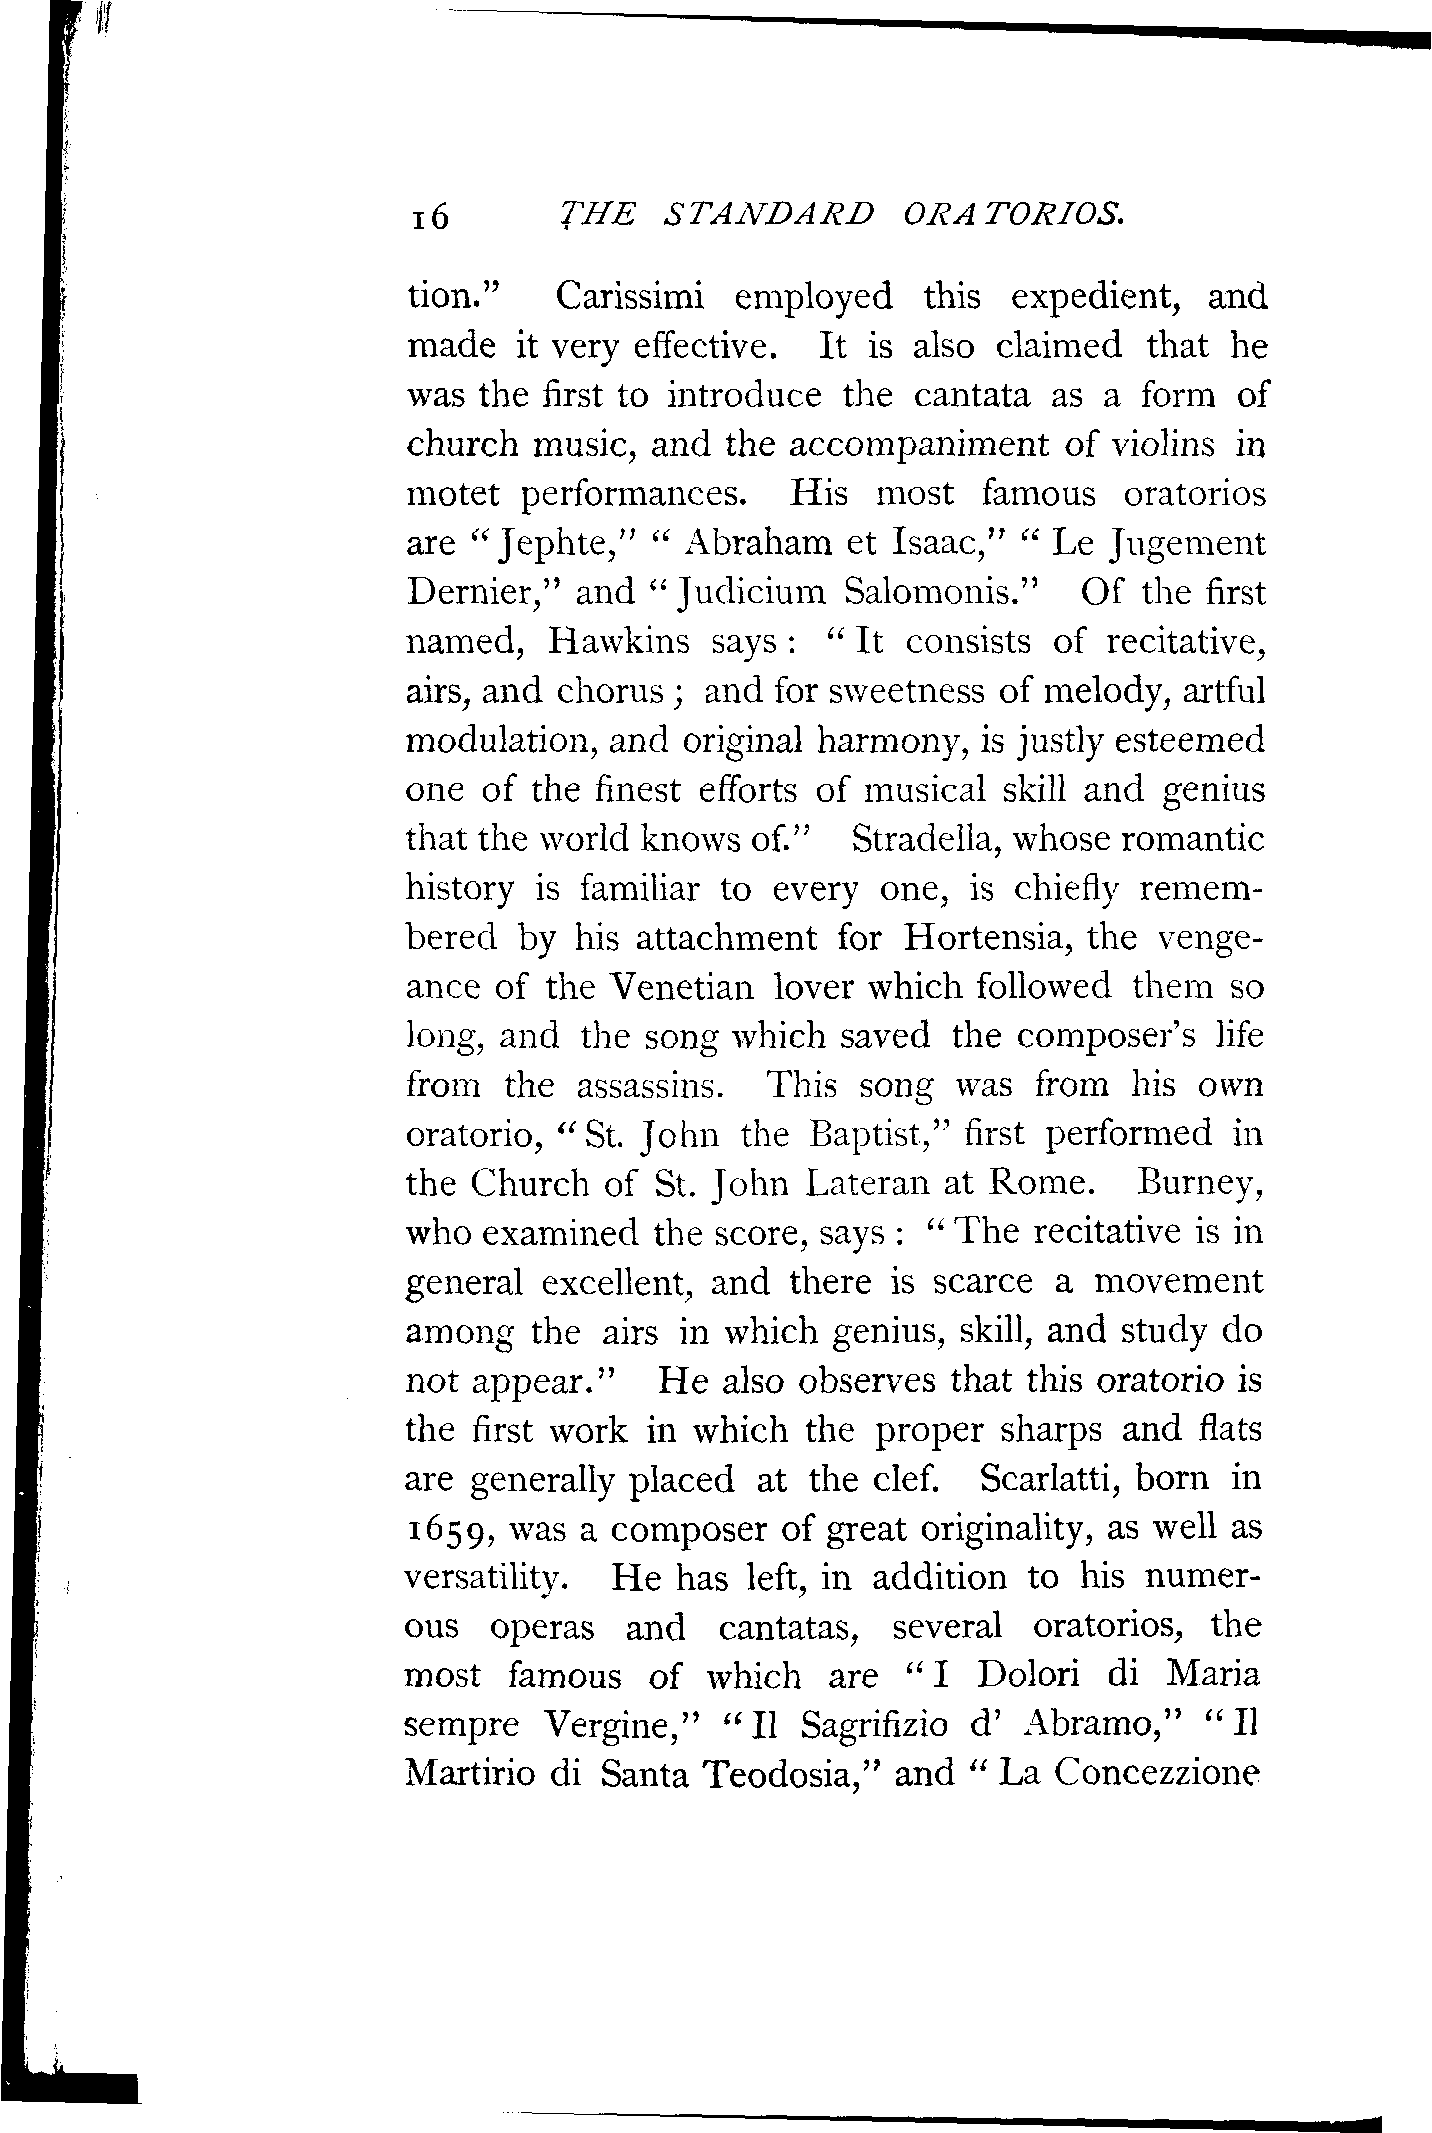 16 THE STANDARD ORATORIOS.
tion." Carissimi employed this expedient, and
made it very effective. It is also claimed that he
was the first to introduce the cantata as a form of
church music, and the accompaniment of violins in
motet performances. His most famous oratorios
are "Jephte," "Abraham et Isaac," "Le Jugement
Dernier," and "Judicium Salomonis." Of the first
named, Hawkins says: "It consists of recitative,
airs, and chorus; and for sweetness of melody, artful
modulation, and original harmony, is justly esteemed
one of the finest efforts of musical skill and genius
that the world knows of." Stradella, whose romantic
history is familiar to every one, is chiefly remem-
bered by his attachment for Hortensia, the venge-
ance of the Venetian lover which followed them so
long, and the song which saved the composer's life
from the assassins. This song was from his own
oratorio, "St. John the Baptist," first performed in
the Church of St. John Lateran at Rome. Burney,
who examined the score, says: "The recitative is in
general excellent, and there is scarce a movement
among the airs in which genius, skill, and study do
not appear." He also observes that this oratorio is
the first work in which the proper sharps and flats
are generally placed at the clef. Scarlatti, born in
1659, was a composer of great originality, as well as
versatility. He has left, in addition to his numer-
ous operas and cantatas, several oratorios, the
most famous of which are "I Dolori di Maria
sempre Vergine," "Il Sagrifizio d' Abramo," "Il
Martirio di Santa Teodosia," and "La Concezzione